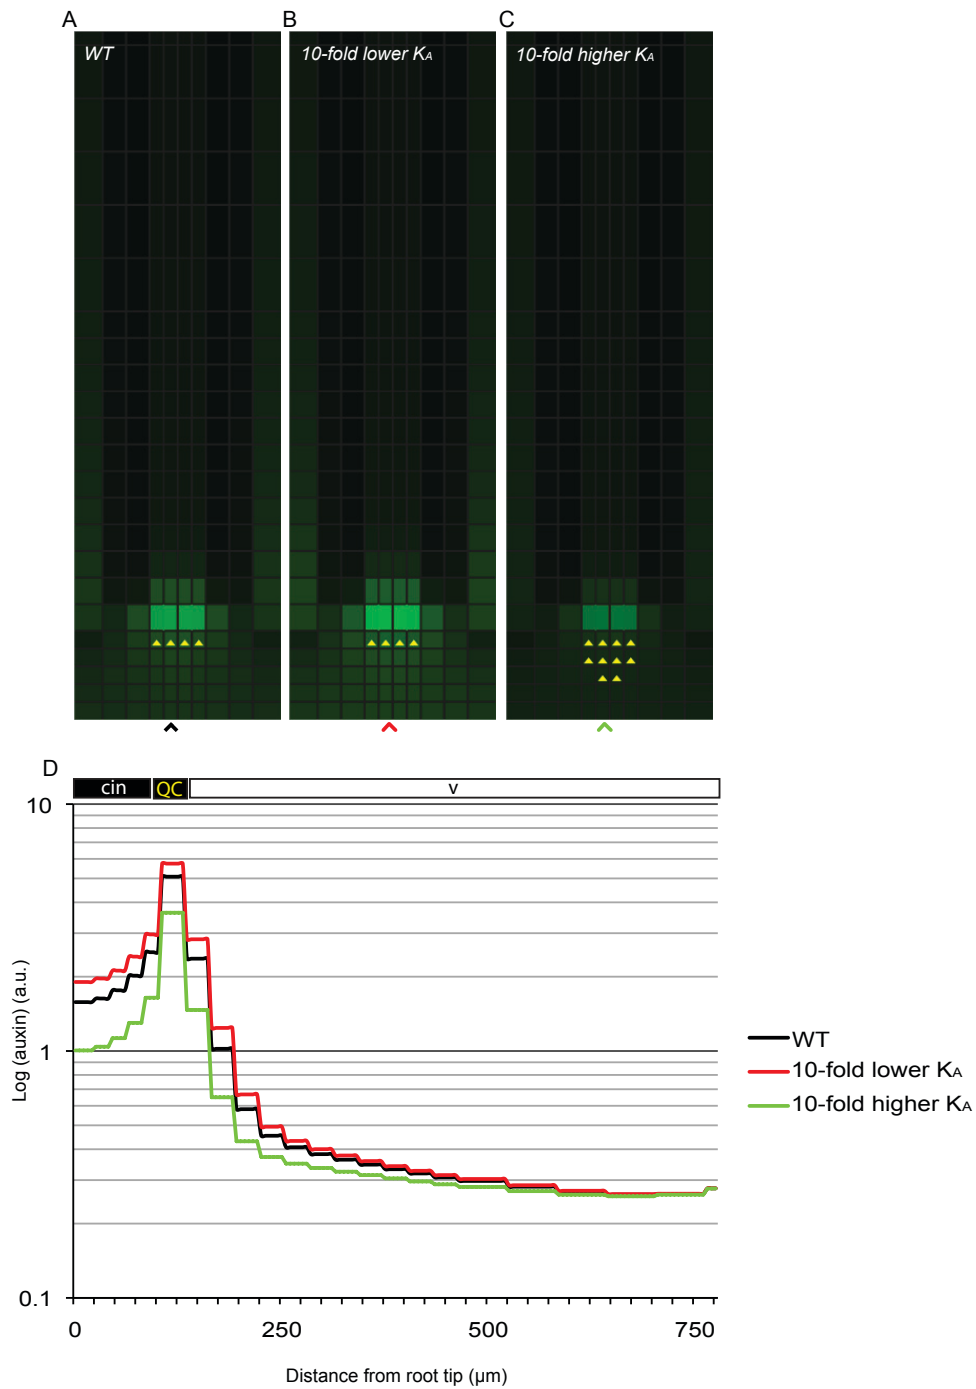 A
B
C
WT
10-fold lower KA
10-fold higher KA
D
cin
QC
v
10
1
0.1
Log (auxin) (a.u.)
0
250
500
750
Distance from root tip (µm)
WT
10-fold lower KA
10-fold higher KA